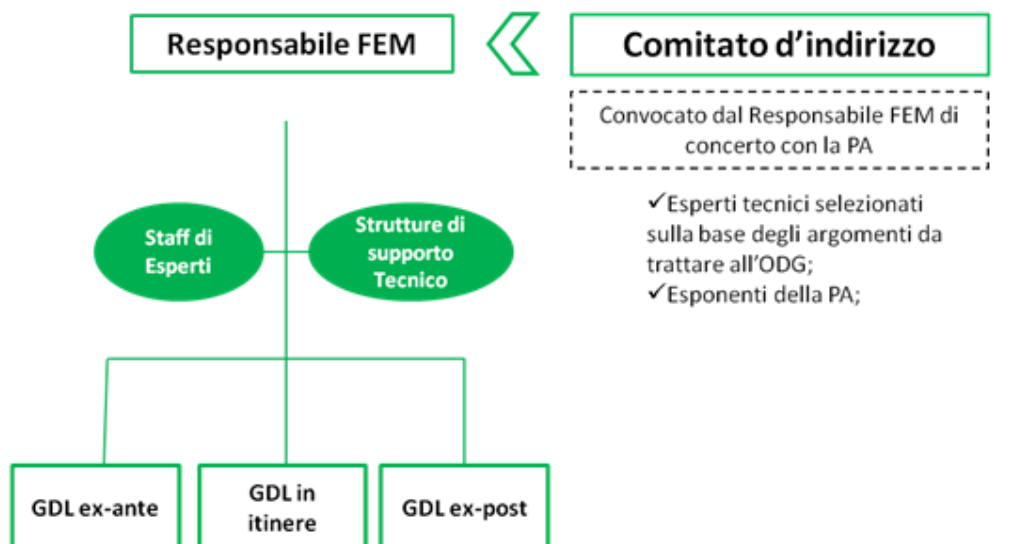 Responsabile FEM
Comitato d’indirizzo
Convocato dal Responsabile FEM di
concerto con la PA
✓Esperti tecnici selezionati
sulla base degli argomenti da
trattare all’ODG;
✓Esponenti della PA;
Staff di
Esperti
Strutture di
supporto
Tecnico
GDL ex-ante
GDL in
itinere
GDL ex-post